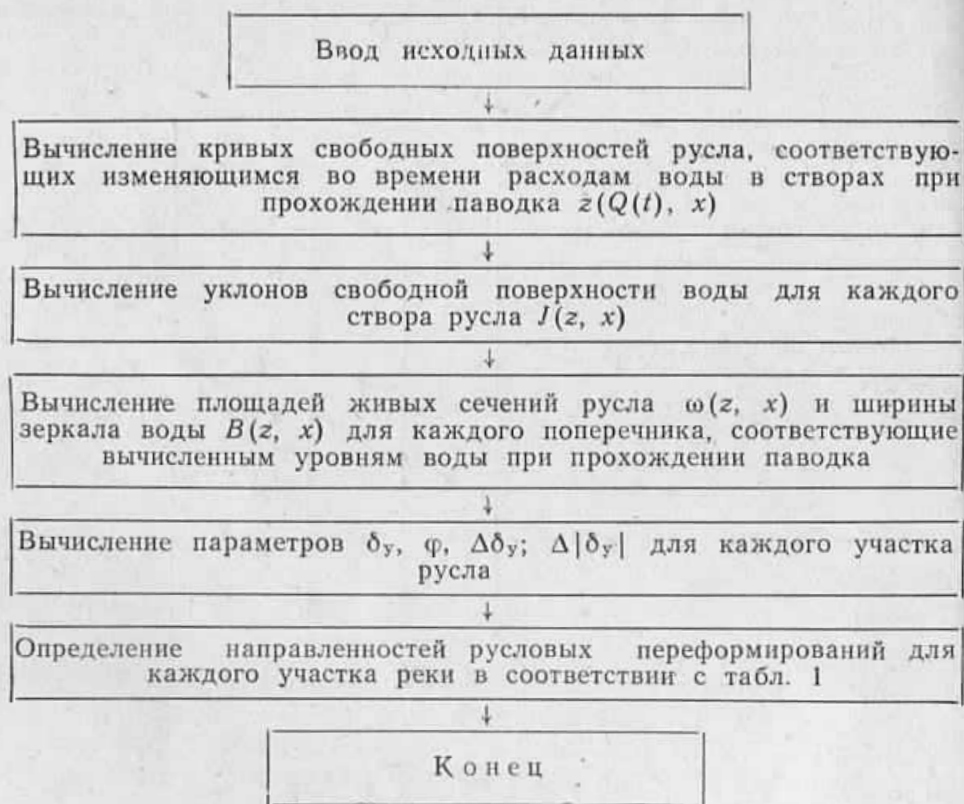 Ввод исходных данных
↓
Вычисление кривых свободных поверхностей русла, соответствую-
щих изменяющимся во времени расходам воды в створах при
прохождении паводка z(Q(t), x)
↓
Вычисление уклонов свободной поверхности воды для каждого
створа русла J(z, x)
↓
Вычисление площадей живых сечений русла ω(z, x) и ширины
зеркала воды B(z, x) для каждого поперечника, соответствующие
вычисленным уровням воды при прохождении паводка
↓
Вычисление параметров δу, φ, Δδу; Δ|δу| для каждого участка
русла
↓
Определение направленностей русловых переформирований для
каждого участка реки в соответствии с табл. 1
↓
Конец